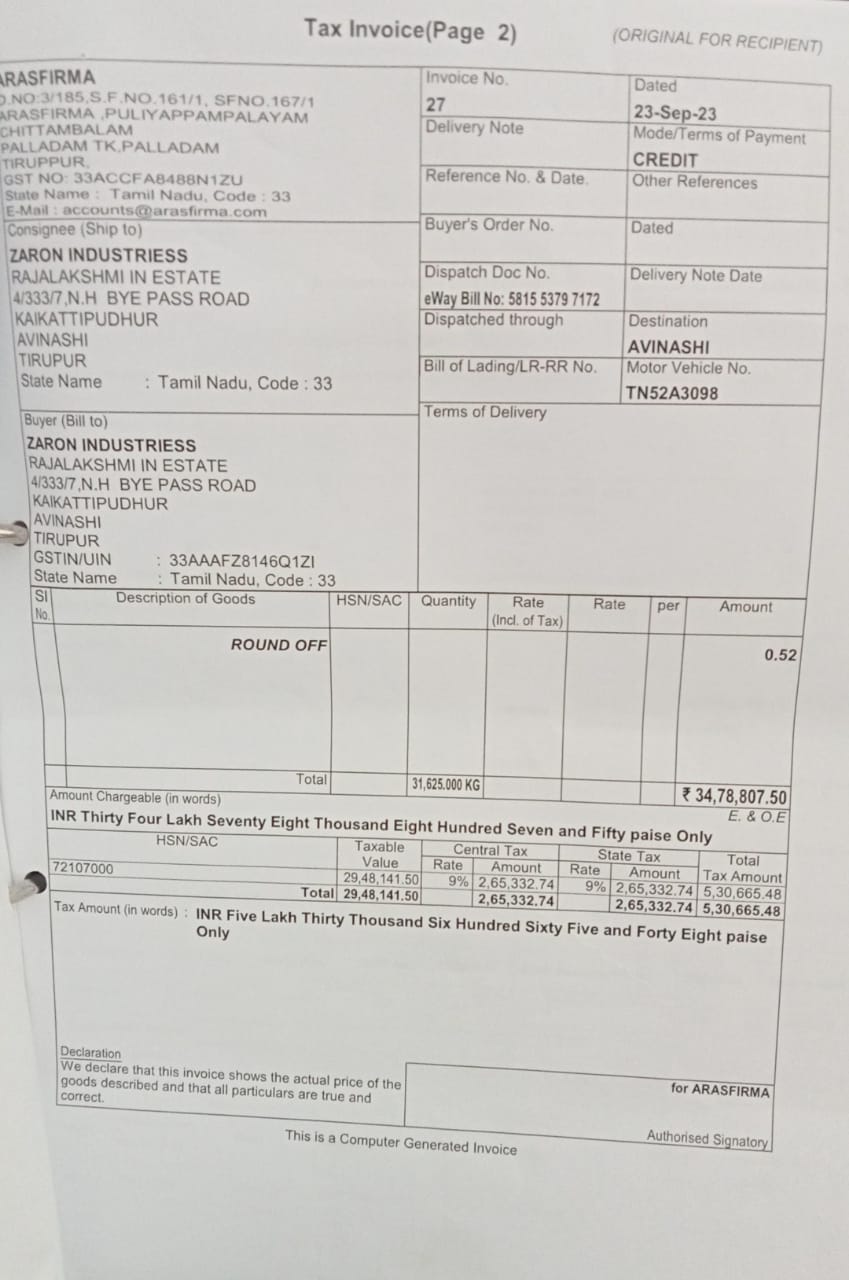 Tax Invoice(Page 2)
(ORIGINAL FOR RECIPIENT)
ARASFIRMA
D.NO:3/185,S.F.NO.161/1, SFNO.167/1
ARASFIRMA ,PULIYAPPAMPALAYAM
CHITTAMBALAM
PALLADAM TK,PALLADAM
TIRUPPUR,
GST NO: 33ACCFA8488N1ZU
State Name : Tamil Nadu, Code : 33
E-Mail : accounts@arasfirma.com
Invoice No.
27
Dated
23-Sep-23
Delivery Note
Mode/Terms of Payment
CREDIT
Reference No. & Date.
Other References
Consignee (Ship to)
ZARON INDUSTRIESS
RAJALAKSHMI IN ESTATE
4/333/7,N.H BYE PASS ROAD
KAIKATTIPUDHUR
AVINASHI
TIRUPUR
State Name : Tamil Nadu, Code : 33
Buyer's Order No.
Dated
Dispatch Doc No.
eWay Bill No: 5815 5379 7172
Delivery Note Date
Dispatched through
Destination
AVINASHI
Bill of Lading/LR-RR No.
Motor Vehicle No.
TN52A3098
Terms of Delivery
Buyer (Bill to)
ZARON INDUSTRIESS
RAJALAKSHMI IN ESTATE
4/333/7,N.H BYE PASS ROAD
KAIKATTIPUDHUR
AVINASHI
TIRUPUR
GSTIN/UIN : 33AAAFZ8146Q1ZI
State Name : Tamil Nadu, Code : 33
Sl No. Description of Goods HSN/SAC Quantity Rate (Incl. of Tax) Rate per Amount
ROUND OFF 0.52
Total 31,625.000 KG ₹ 34,78,807.50
Amount Chargeable (in words) E. & O.E
INR Thirty Four Lakh Seventy Eight Thousand Eight Hundred Seven and Fifty paise Only
HSN/SAC Taxable Value Central Tax State Tax Total Tax Amount
Rate Amount Rate Amount
72107000 29,48,141.50 9% 2,65,332.74 9% 2,65,332.74 5,30,665.48
Total 29,48,141.50 2,65,332.74 2,65,332.74 5,30,665.48
Tax Amount (in words) : INR Five Lakh Thirty Thousand Six Hundred Sixty Five and Forty Eight paise
Only
Declaration
We declare that this invoice shows the actual price of the
goods described and that all particulars are true and
correct.
for ARASFIRMA
Authorised Signatory
This is a Computer Generated Invoice